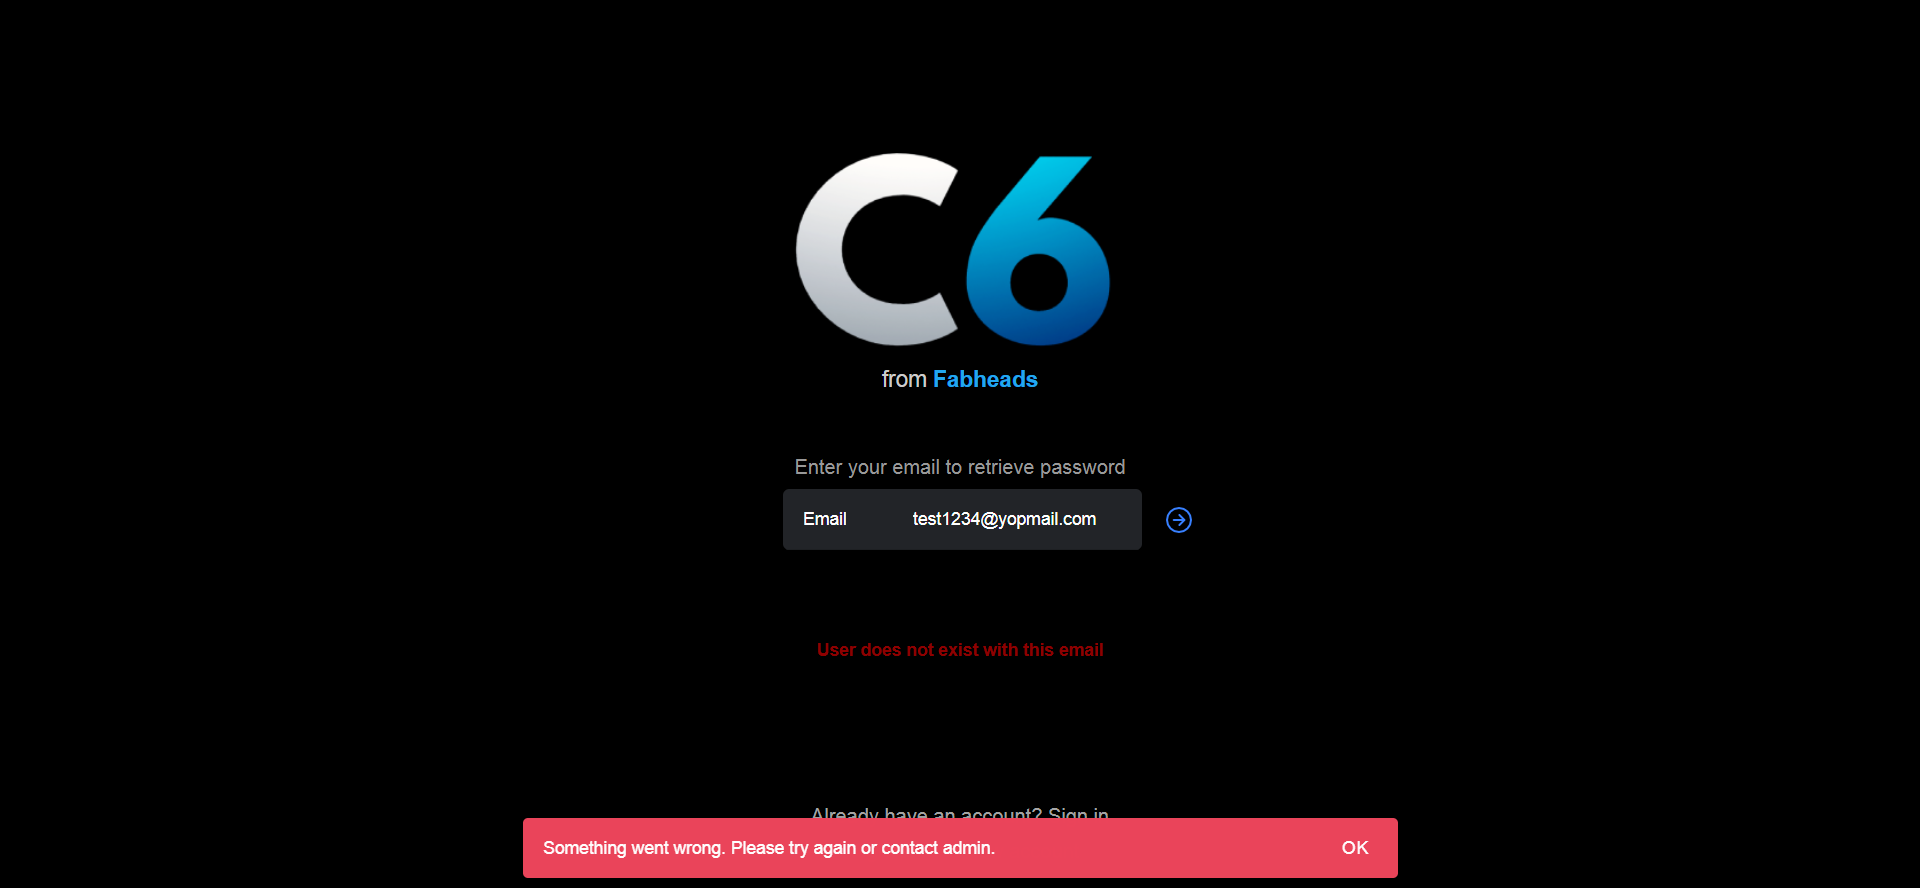 C6
from Fabheads
Enter your email to retrieve password
Email test1234@yopmail.com
User does not exist with this email
Already have an account? Sign in
Something went wrong. Please try again or contact admin. OK